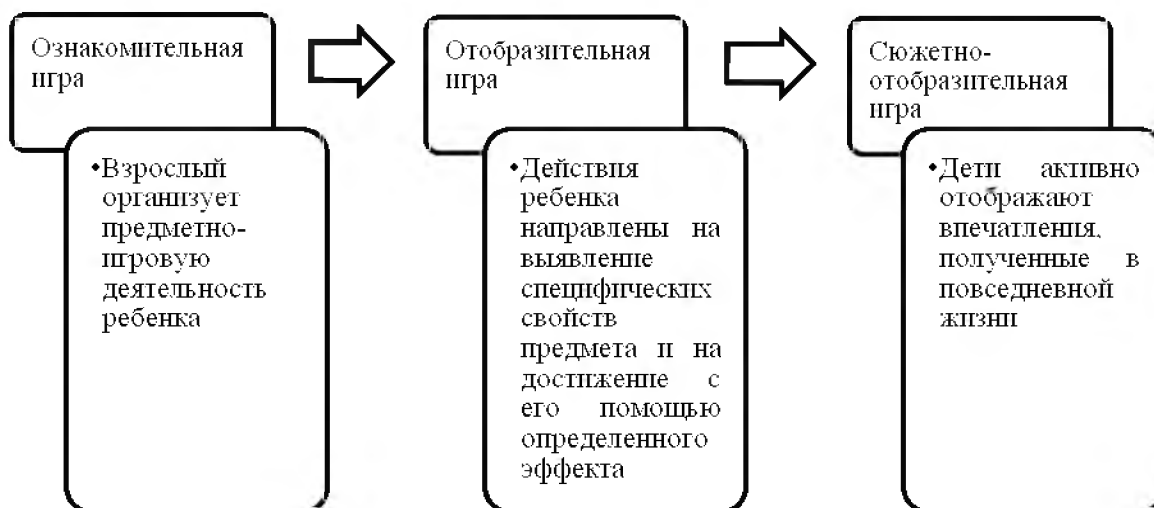 Ознакомительная
игра
•Взрослый
организует
предметно-
игровую
деятельность
ребенка
Отобразительная
игра
•Действия
ребенка
направлены на
выявление
специфических
свойств
предмета и на
достижение с
его помощью
определенного
эффекта
Сюжетно-
отобразительная
игра
•Дети активно
отображают
впечатления,
полученные в
повседневной
жизни